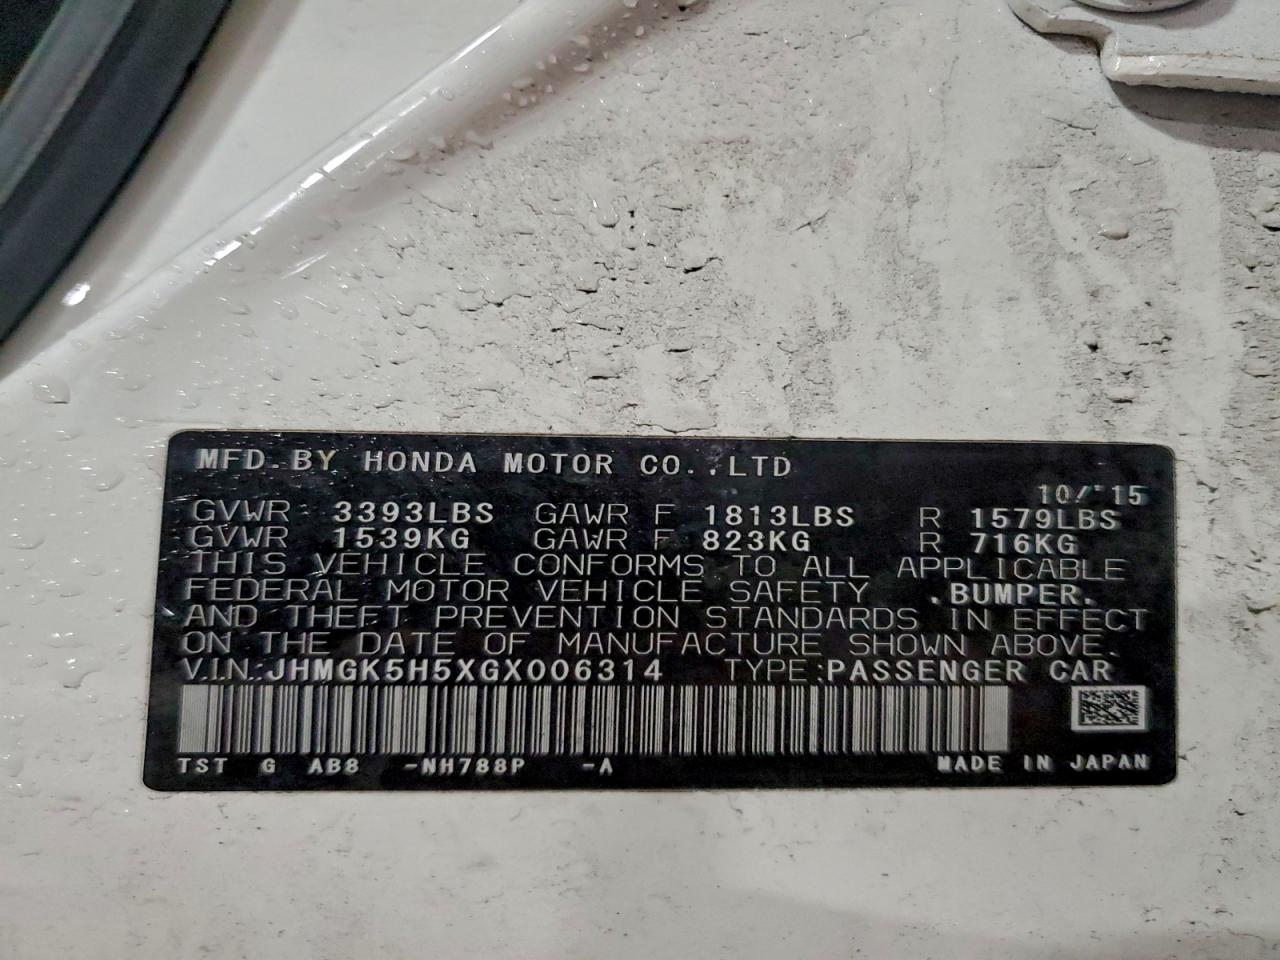 MFD. BY HONDA MOTOR CO., LTD
10/'15
GVWR 3393LBS GAWR F 1813LBS R 1579LBS
GVWR 1539KG GAWR F 823KG R 716KG
THIS VEHICLE CONFORMS TO ALL APPLICABLE
FEDERAL MOTOR VEHICLE SAFETY ,BUMPER,
AND THEFT PREVENTION STANDARDS IN EFFECT
ON THE DATE OF MANUFACTURE SHOWN ABOVE.
V.I.N.:JHMGK5H5XGX006314 TYPE:PASSENGER CAR
TST G AB8 -NH788P -A MADE IN JAPAN